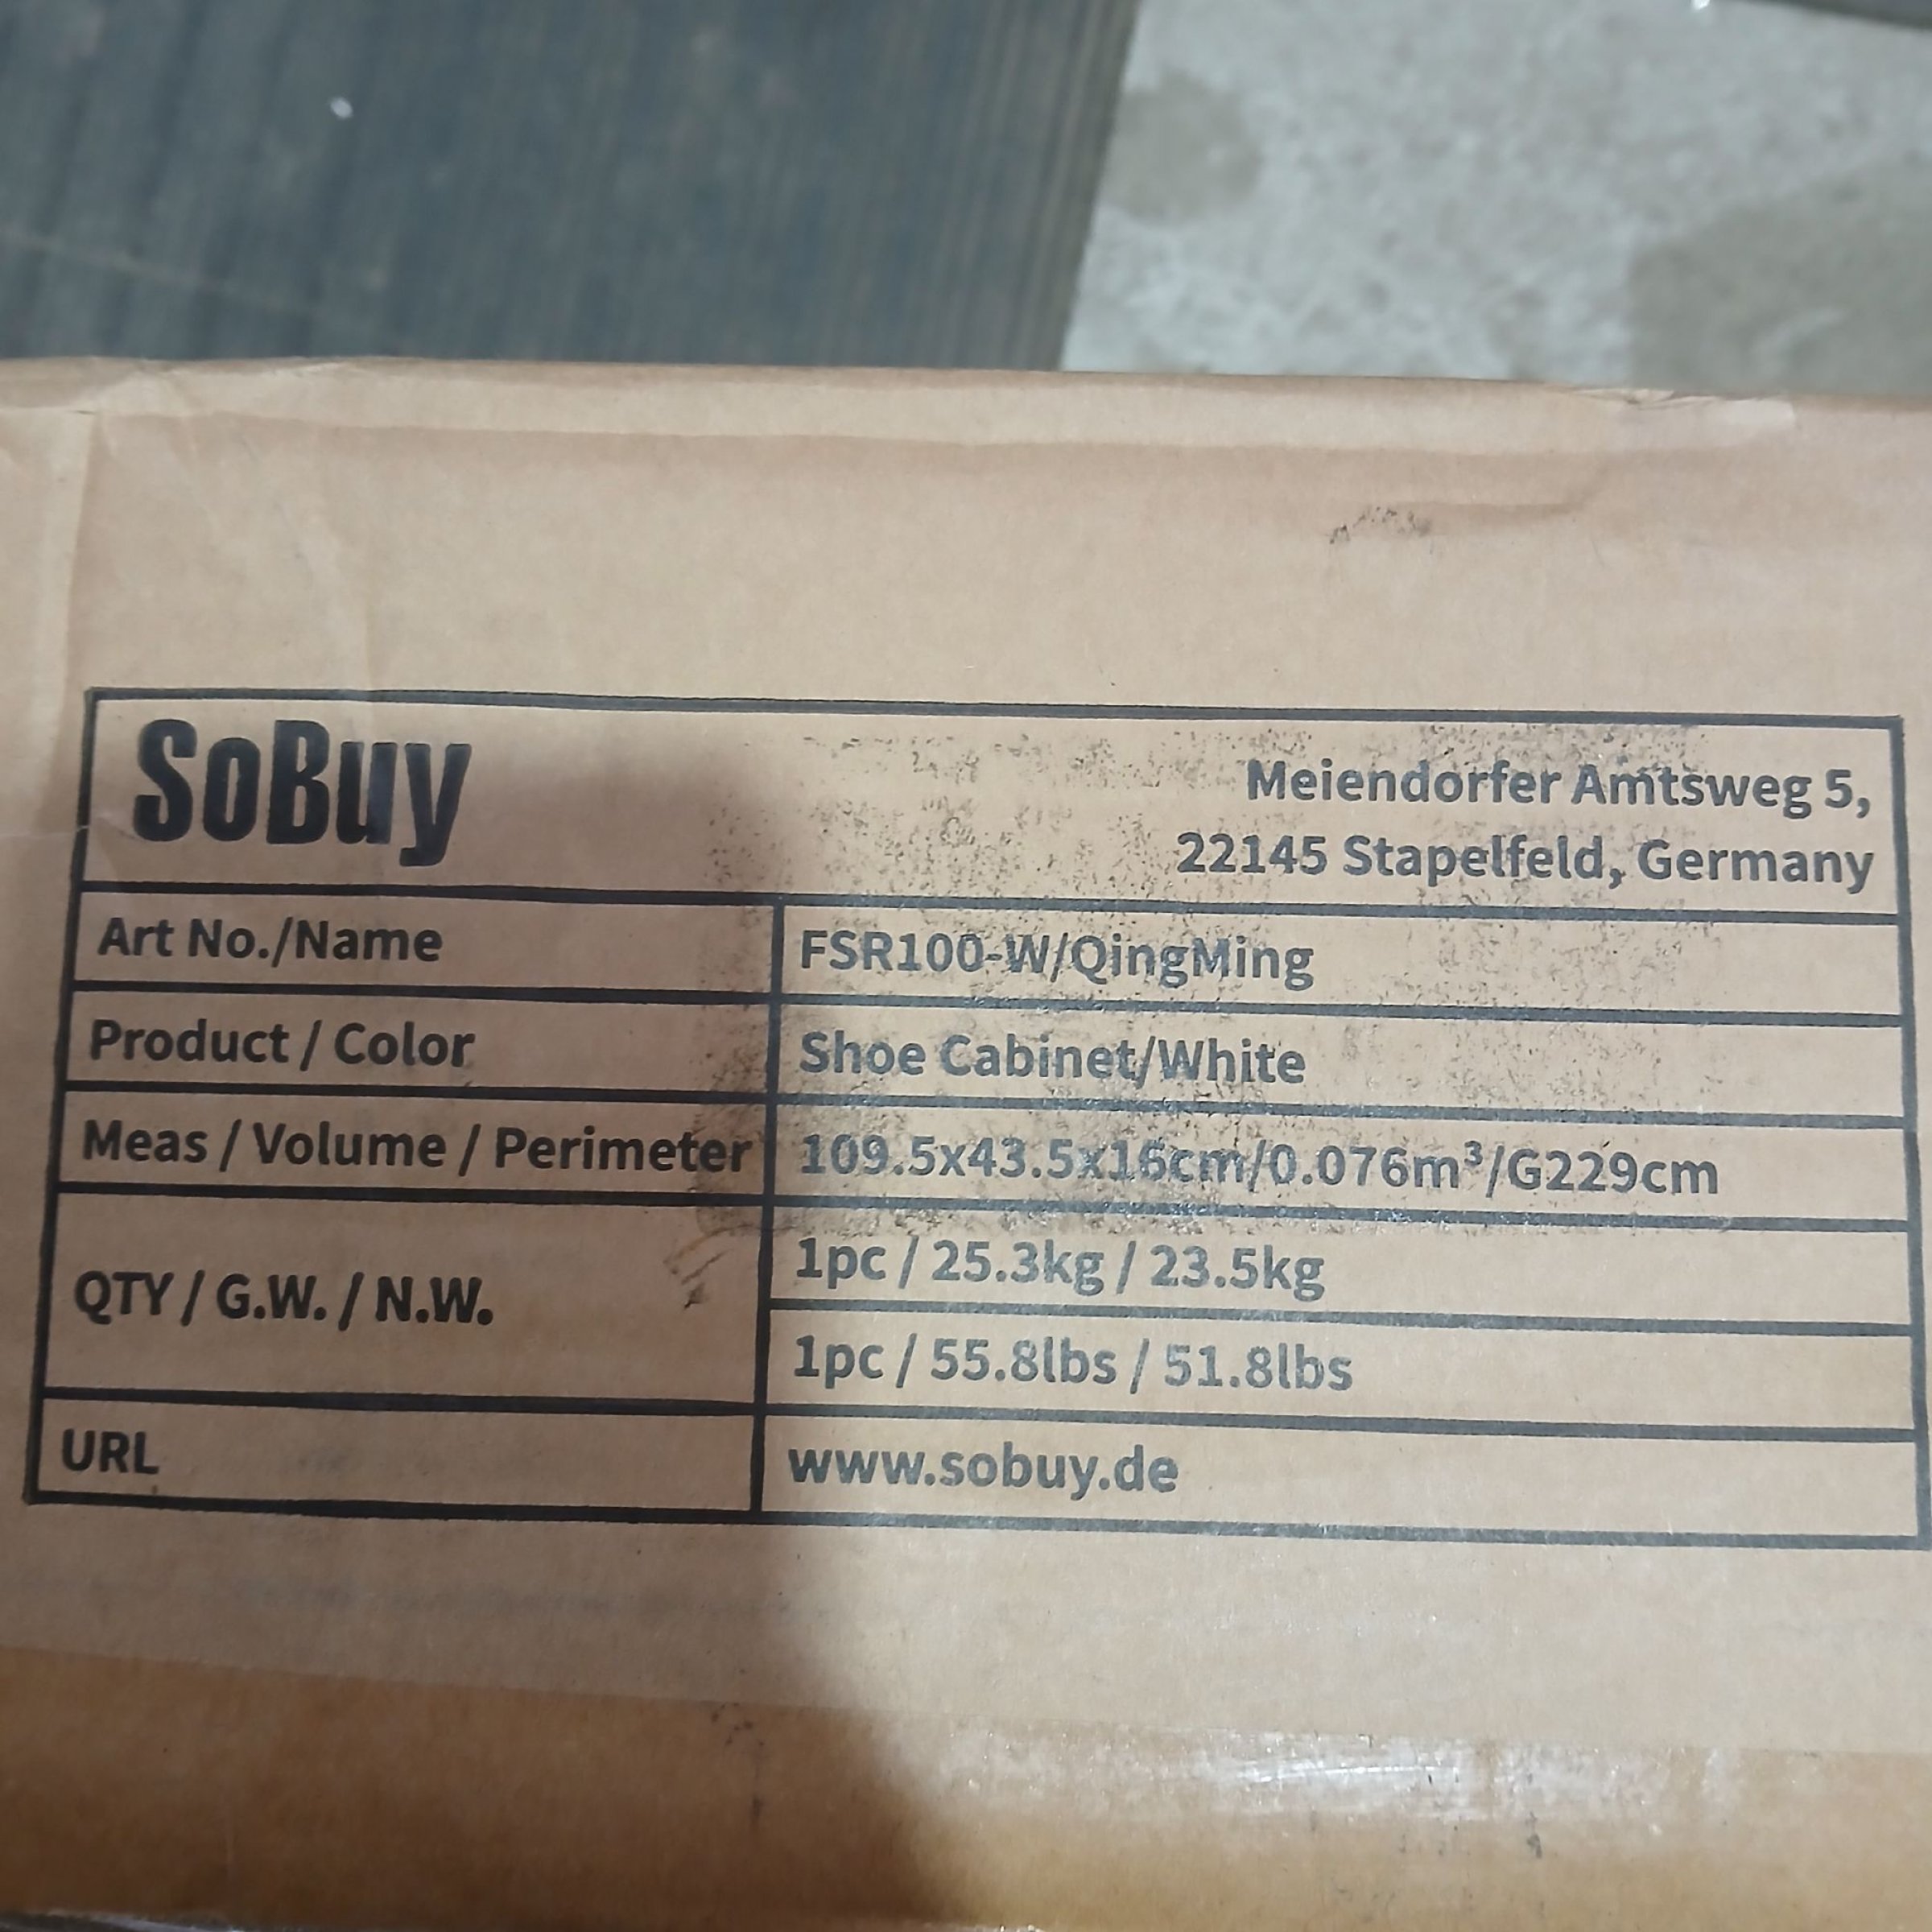 SoBuy
Meiendorfer Amtsweg 5,
22145 Stapelfeld, Germany
Art No./Name
FSR100-W/QingMing
Product / Color
Shoe Cabinet/White
Meas / Volume / Perimeter
109.5x43.5x16cm/0.076m³/G229cm
QTY / G.W. / N.W.
1pc / 25.3kg / 23.5kg
1pc / 55.8lbs / 51.8lbs
URL
www.sobuy.de